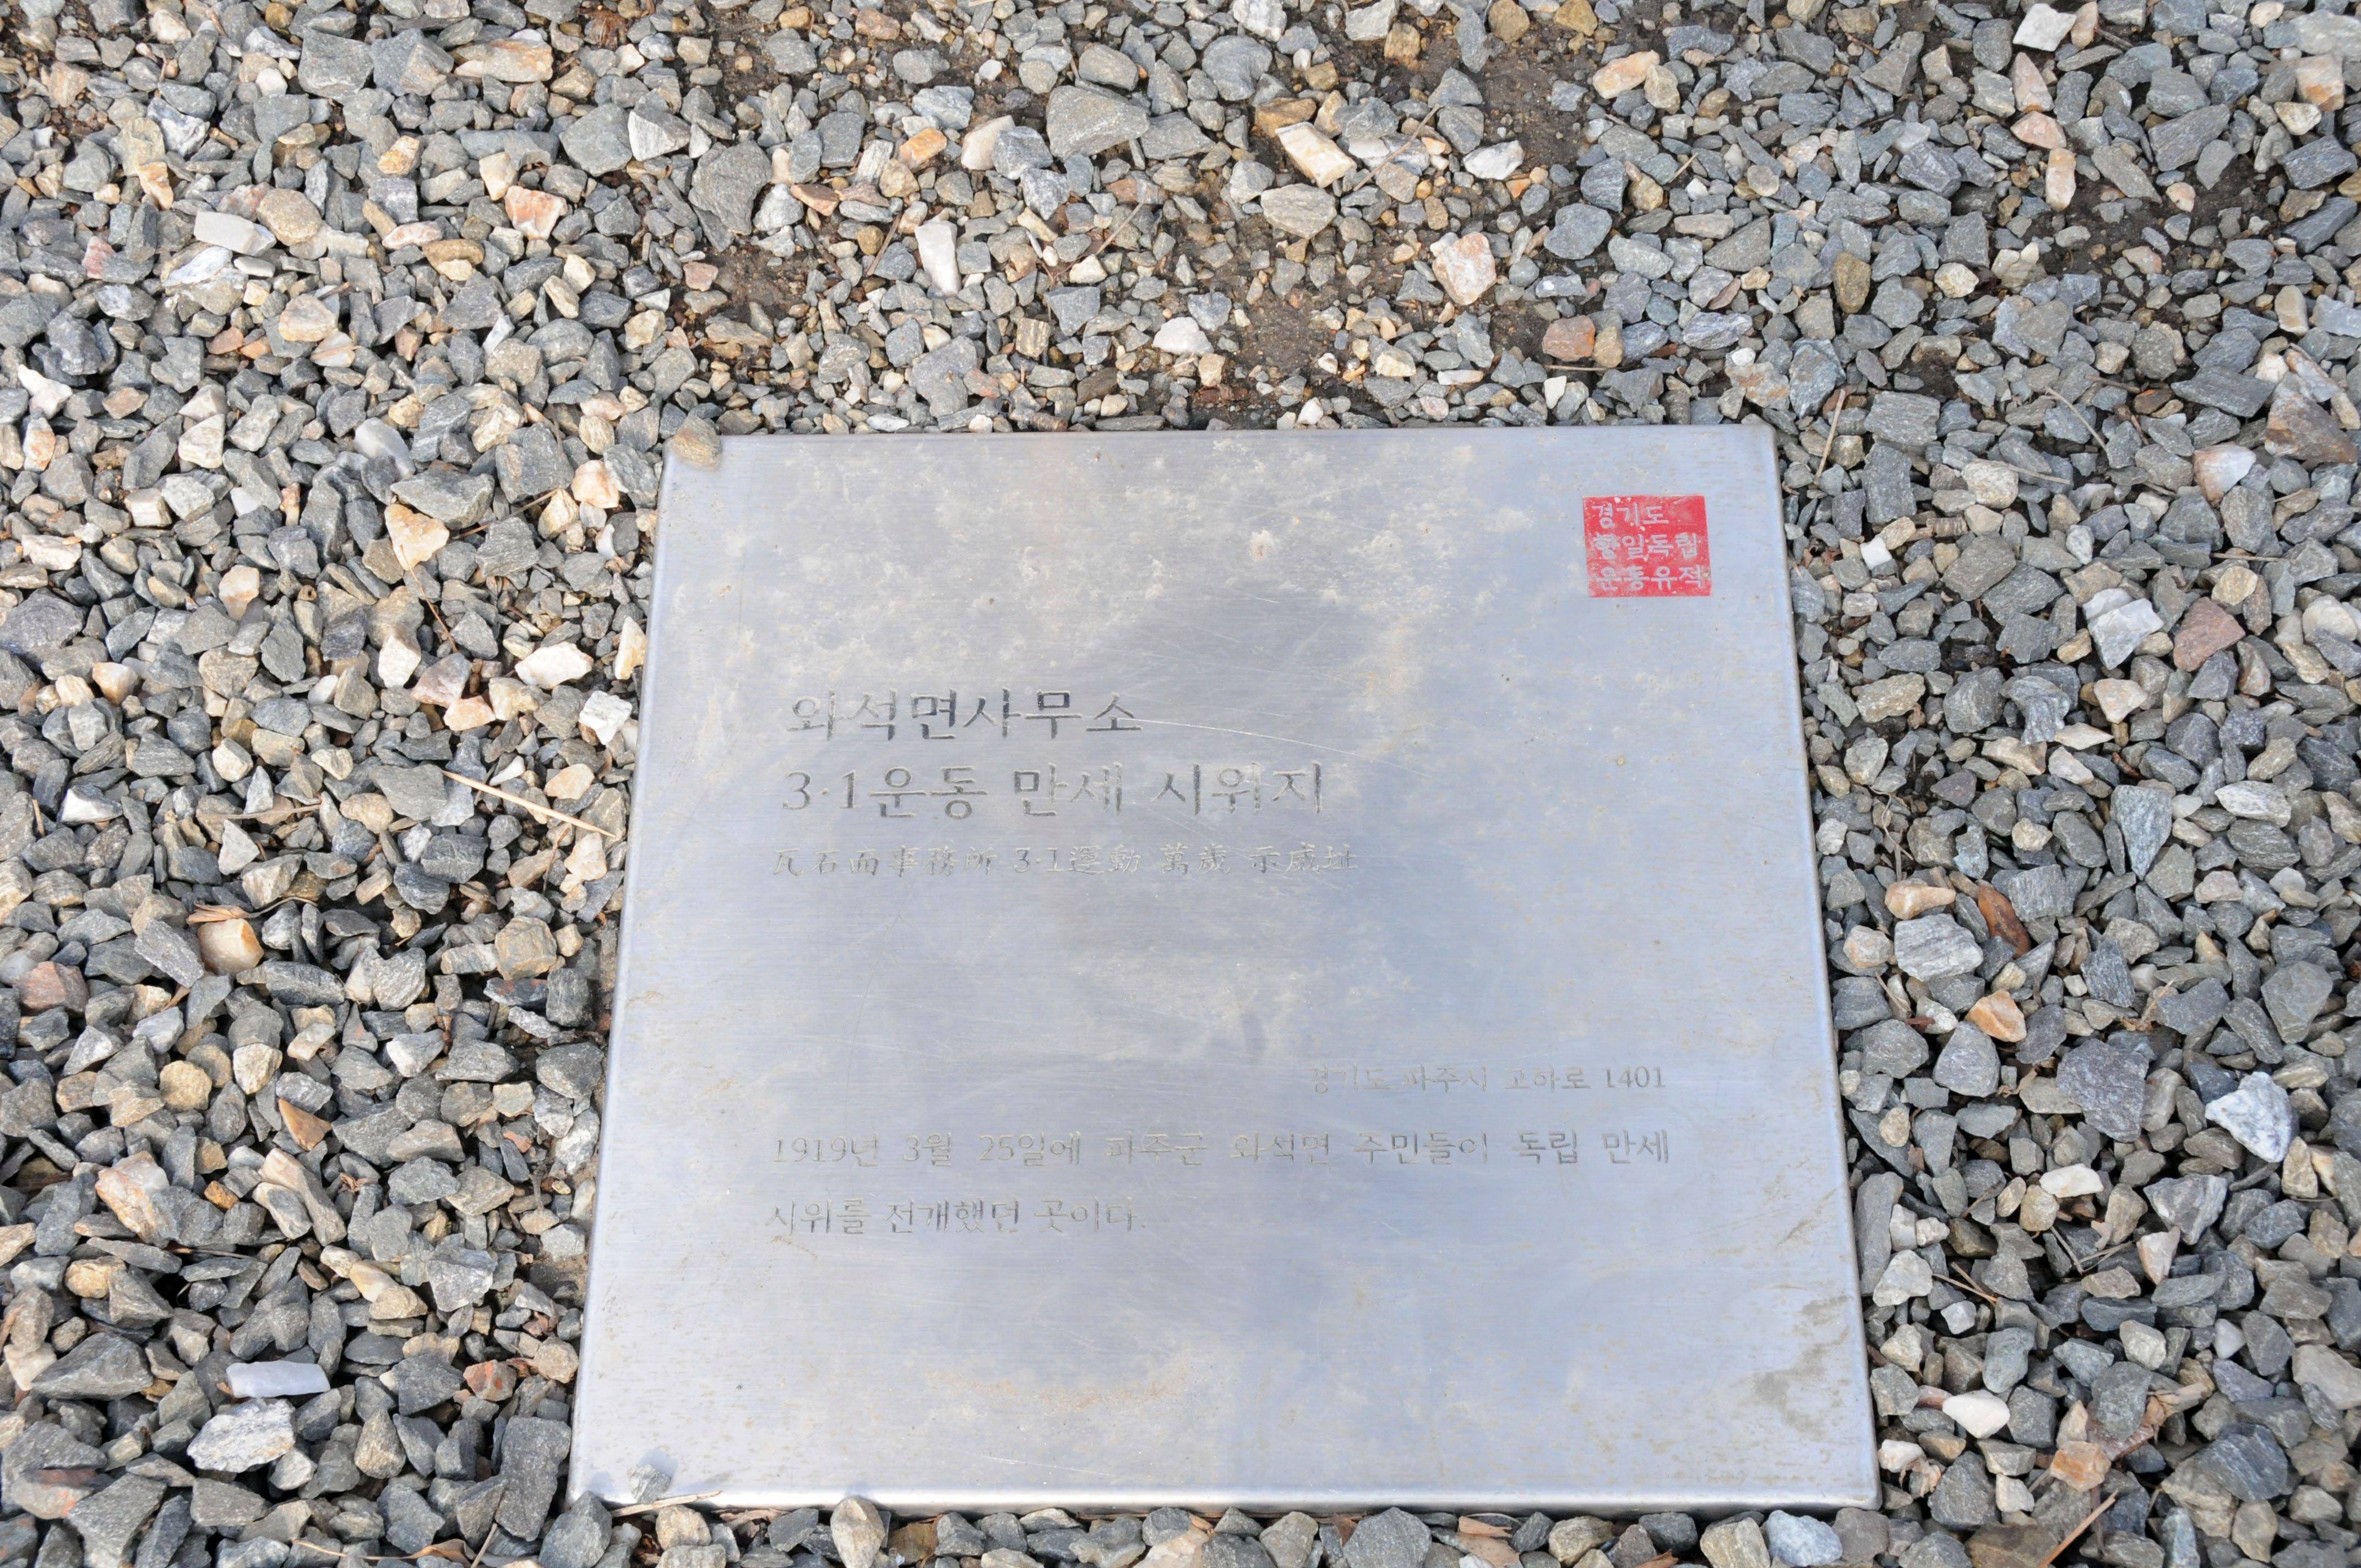 경기도
항일독립
운동유적
와석면사무소
3·1운동 만세 시위지
瓦石面事務所 3·1運動 萬歲 示威址
경기도 파주시 교하로 1401
1919년 3월 25일에 파주군 와석면 주민들이 독립 만세
시위를 전개했던 곳이다.